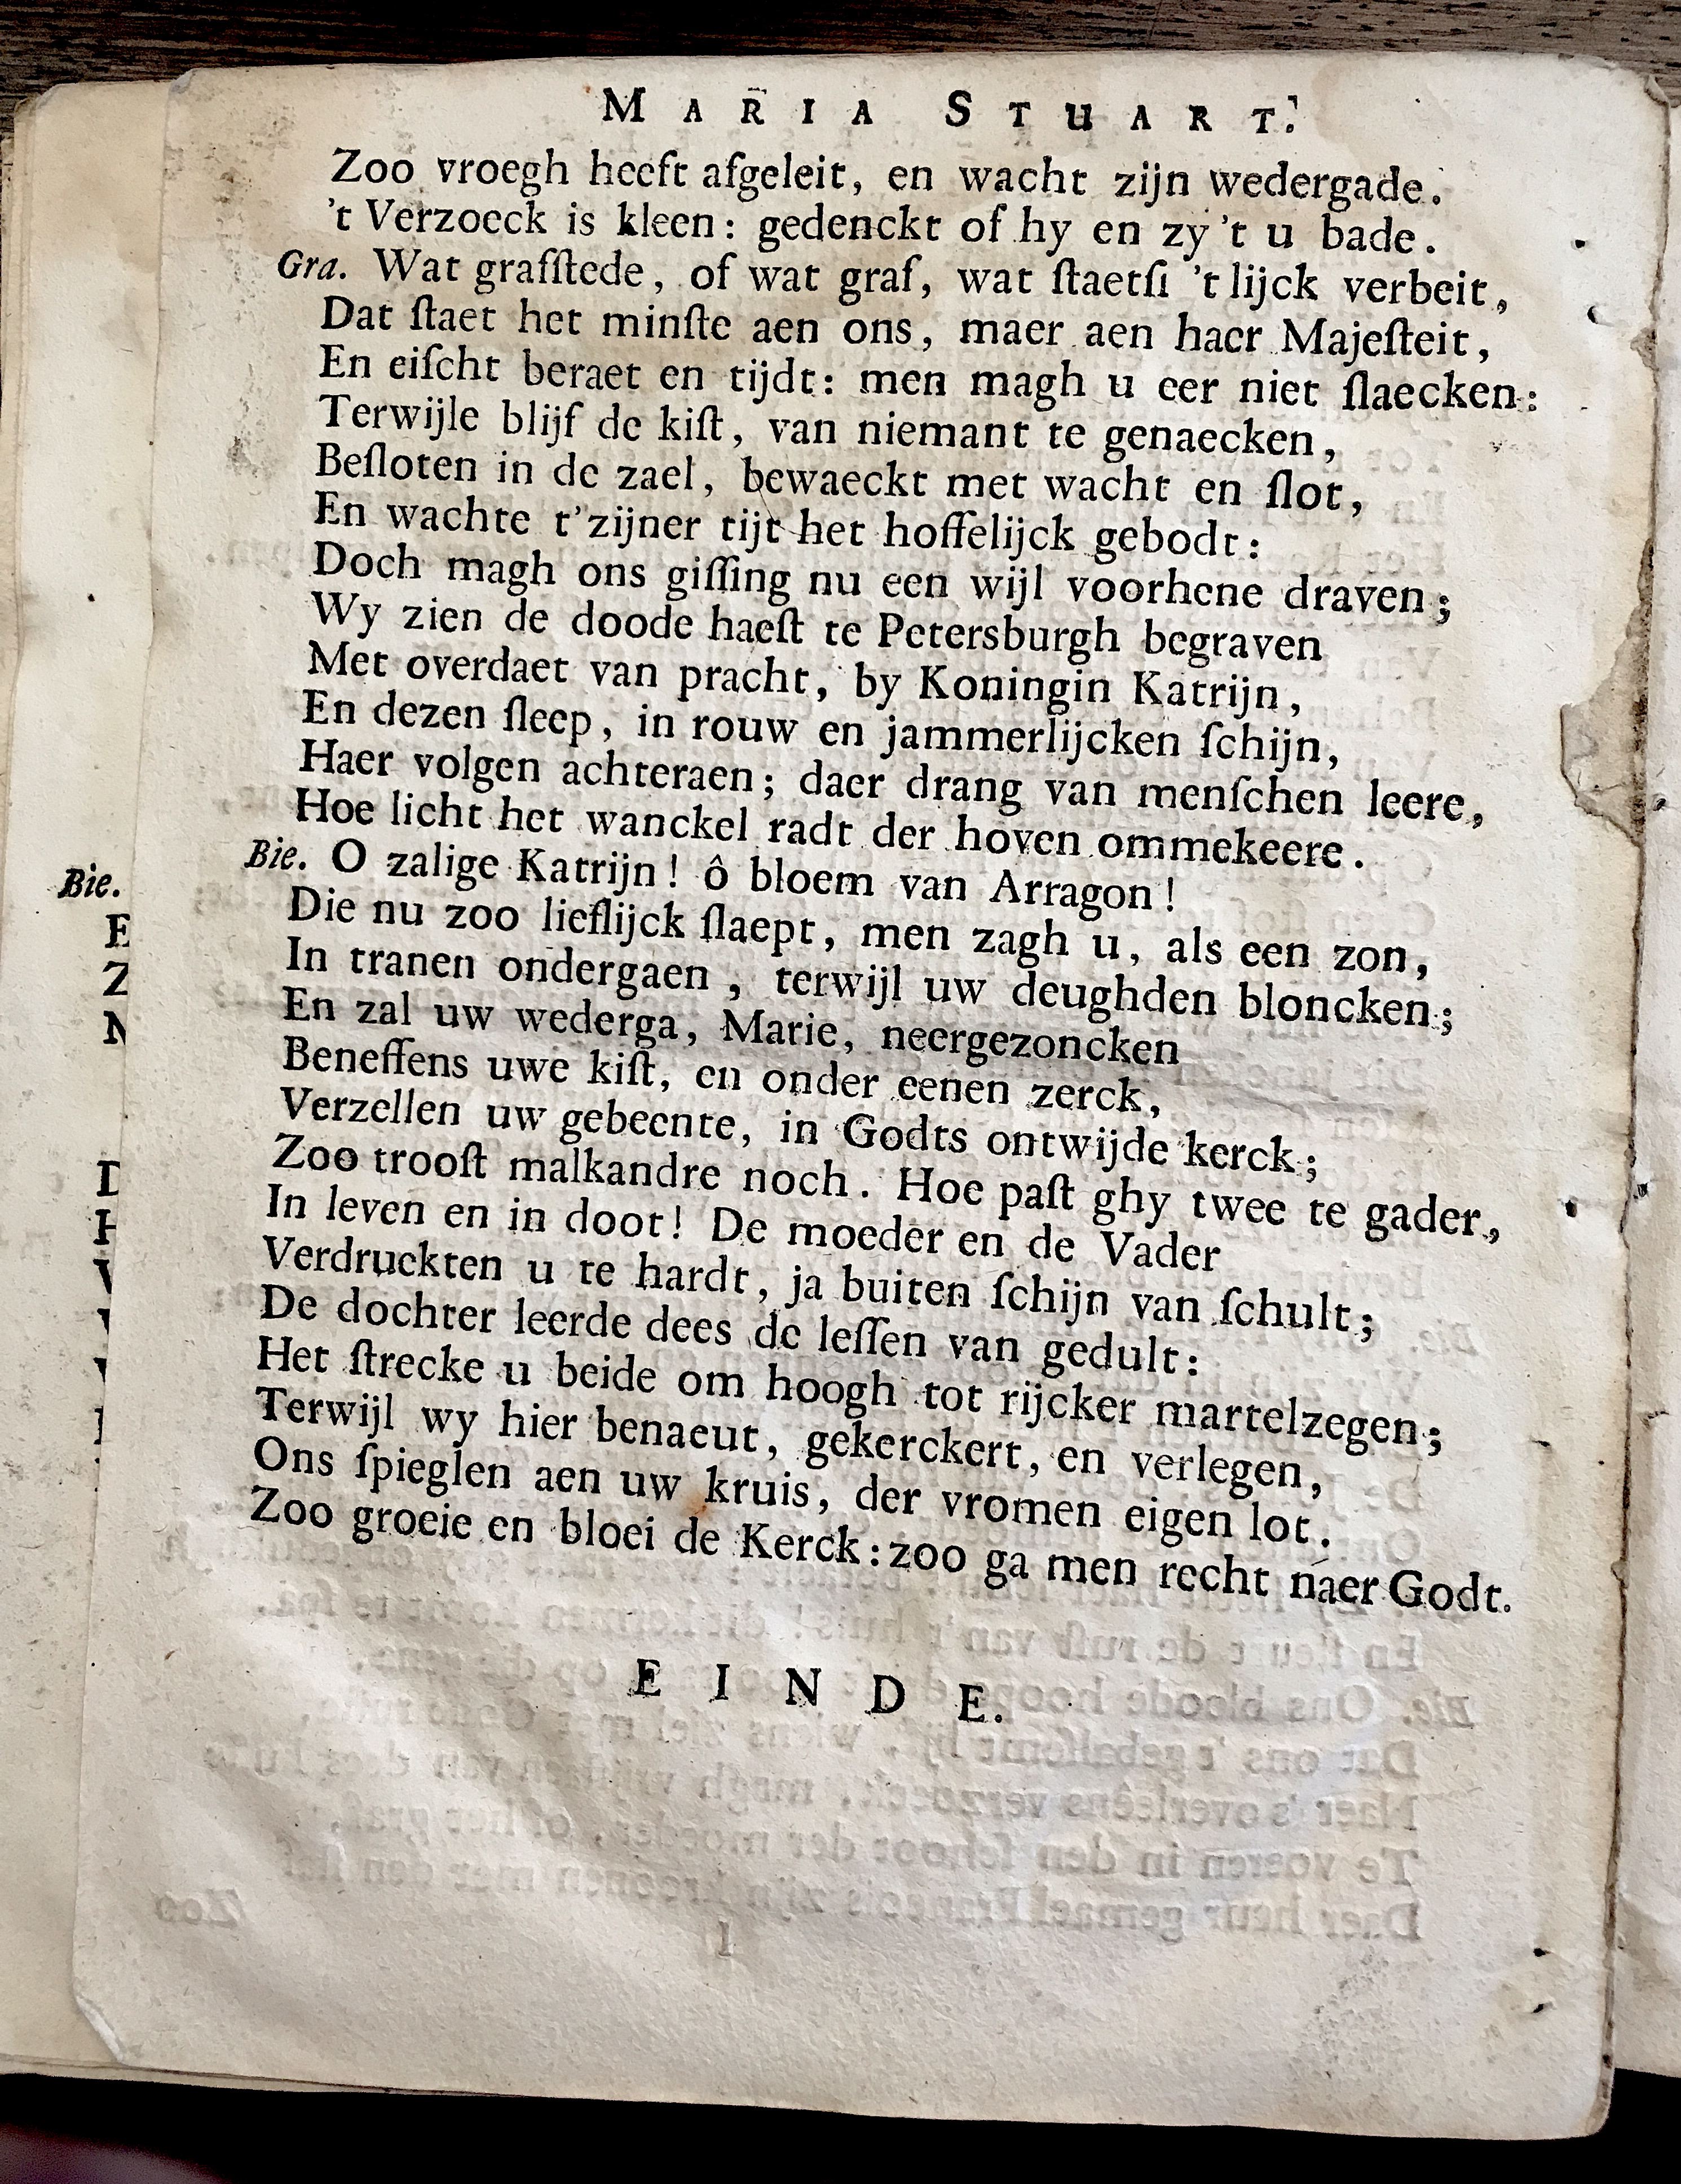 MARIA STUART.
Zoo vroegh heeft afgeleit, en wacht zijn wedergade.
't Verzoeck is kleen: gedenckt of hy en zy 't u bade.
Gra. Wat grafſtede, of wat graf, wat ſtaetſi 't lijck verbeit,
Dat ſtaet het minſte aen ons, maer aen haer Majeſteit,
En eiſcht beraet en tijdt: men magh u eer niet ſlaecken:
Terwijle blijf de kiſt, van niemant te genaecken,
Beſloten in de zael, bewaeckt met wacht en ſlot,
En wachte t'zijner tijt het hoffelijck gebodt:
Doch magh ons giſſing nu een wijl voorhene draven;
Wy zien de doode haeſt te Petersburgh begraven
Met overdaet van pracht, by Koningin Katrijn,
En dezen ſleep, in rouw en jammerlijcken ſchijn,
Haer volgen achteraen; daer drang van menſchen leere,
Hoe licht het wanckel radt der hoven ommekeere.
Bie. O zalige Katrijn! ô bloem van Arragon!
Die nu zoo lieflijck ſlaept, men zagh u, als een zon,
In tranen ondergaen, terwijl uw deughden bloncken;
En zal uw wederga, Marie, neergezoncken
Beneffens uwe kiſt, en onder eenen zerck,
Verzellen uw gebeente, in Godts ontwijde kerck;
Zoo trooſt malkandre noch. Hoe paſt ghy twee te gader,
In leven en in doot! De moeder en de Vader
Verdruckten u te hardt, ja buiten ſchijn van ſchult;
De dochter leerde dees de leſſen van gedult:
Het ſtrecke u beide om hoogh tot rijcker martelzegen;
Terwijl wy hier benaeut, gekerckert, en verlegen,
Ons ſpieglen aen uw kruis, der vromen eigen lot.
Zoo groeie en bloei de Kerck: zoo ga men recht naer Godt.
EINDE.
Bie.
E
Z
N
D
H
V